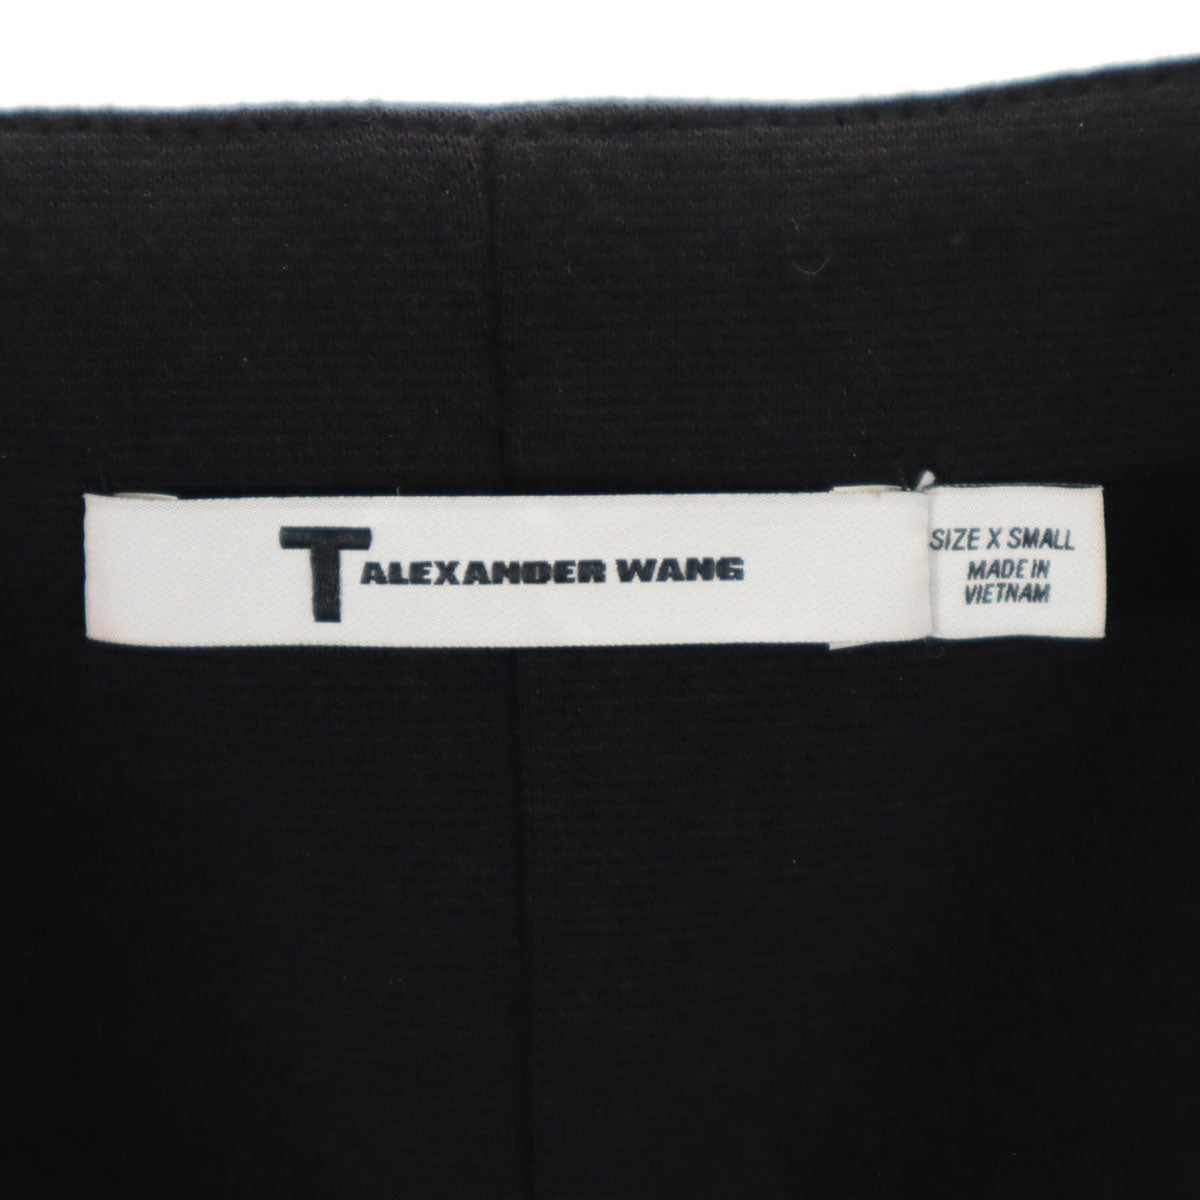 T ALEXANDER WANG
SIZE X SMALL
MADE IN
VIETNAM